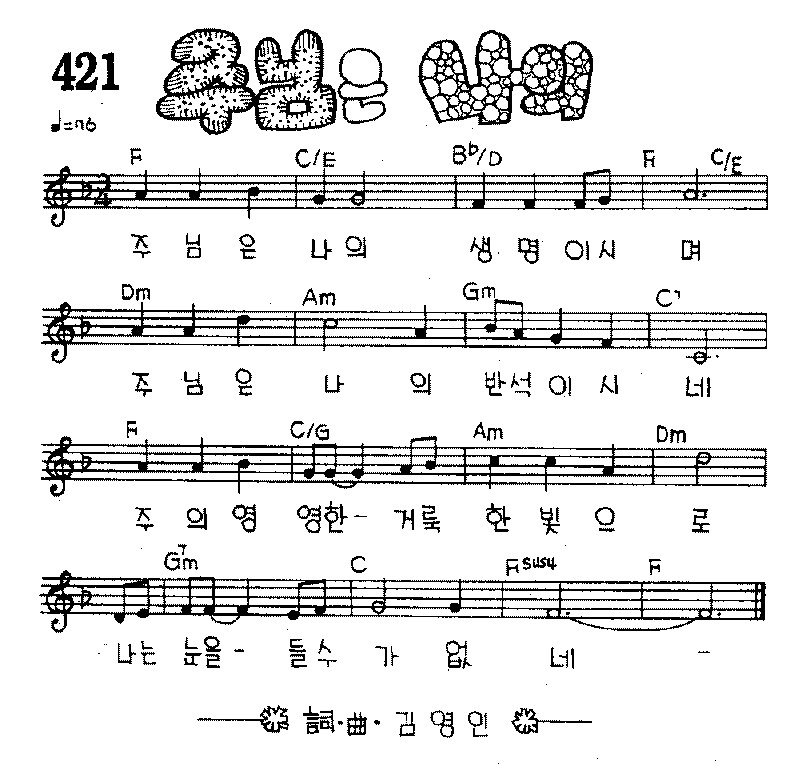 421 주님은 나의
♩=76
F C/E B♭/D F C/E
3/4
주 님 은 나 의 생 명 이 시 며
Dm Am Gm C7
주 님 은 나 의 반 석 이 시 네
F C/G Am Dm
주 의 영 영한- 거룩 한 빛 으 로
Gm7 C Fsus4 F
나는 눈을- 들 수 가 없 네 -
詞·曲·김영인